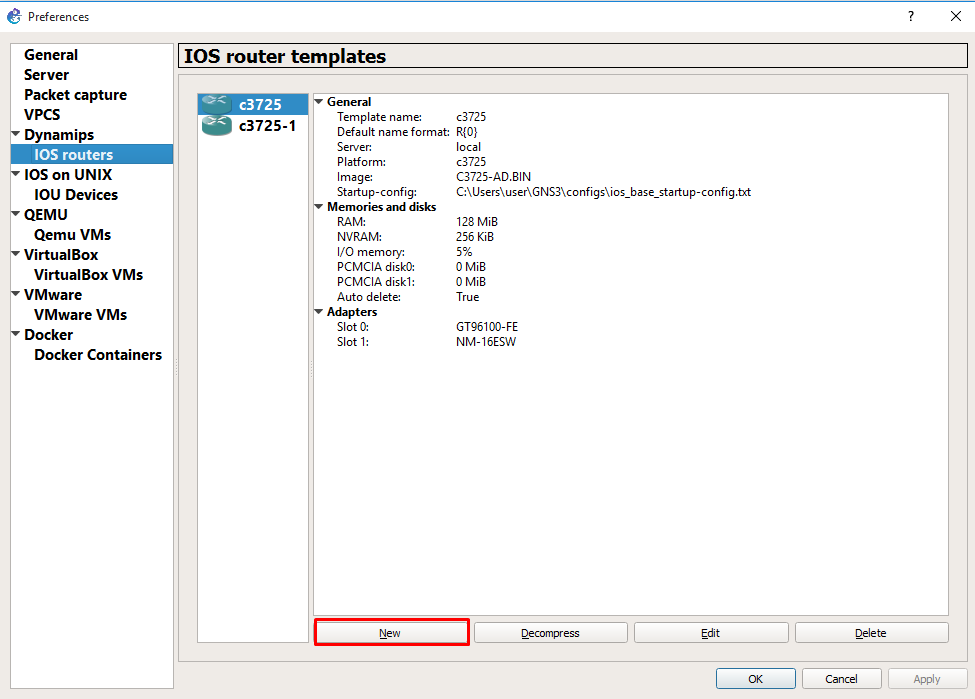 Preferences
?
General
Server
Packet capture
VPCS
Dynamips
IOS routers
IOS on UNIX
IOU Devices
QEMU
Qemu VMs
VirtualBox
VirtualBox VMs
VMware
VMware VMs
Docker
Docker Containers
IOS router templates
c3725
c3725-1
General
Template name: c3725
Default name format: R{0}
Server: local
Platform: c3725
Image: C3725-AD.BIN
Startup-config: C:\Users\user\GNS3\configs\ios_base_startup-config.txt
Memories and disks
RAM: 128 MiB
NVRAM: 256 KiB
I/O memory: 5%
PCMCIA disk0: 0 MiB
PCMCIA disk1: 0 MiB
Auto delete: True
Adapters
Slot 0: GT96100-FE
Slot 1: NM-16ESW
New Decompress Edit Delete
OK Cancel Apply